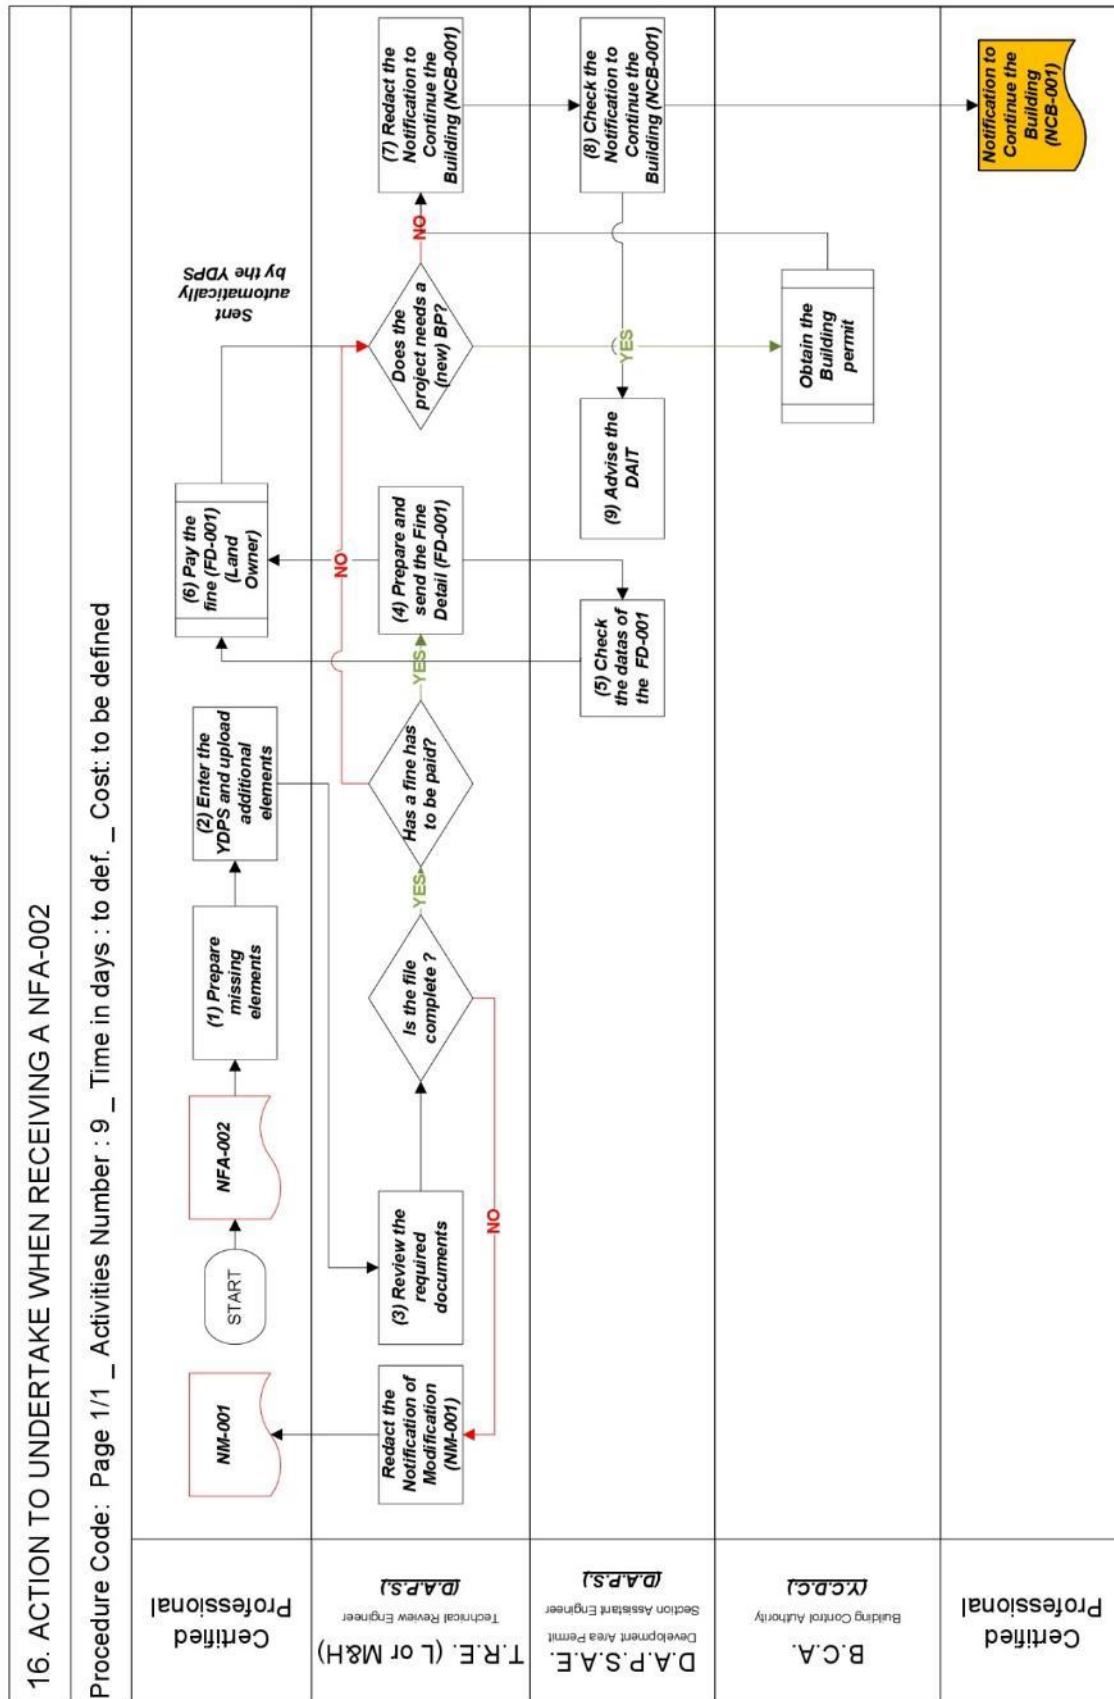 16. ACTION TO UNDERTAKE WHEN RECEIVING A NFA-002
Procedure Code: Page 1/1 _ Activities Number : 9 _ Time in days : to def. _ Cost: to be defined
Certified
Professional
START
NFA-002
(1) Prepare
missing
elements
(2) Enter the
YDPS and upload
additional
elements
(6) Pay the
fine (FD-001)
(Land
Owner)
Sent
automatically
by the YDPS
NM-001
T.R.E. (L or M&H)
Technical Review Engineer
(D.A.P.S.)
Redact the
Notification of
Modification
(NM-001)
(3) Review the
required
documents
Is the file
complete ?
NO
YES
Has a fine has
to be paid?
NO
YES
(4) Prepare and
send the Fine
Detail (FD-001)
Does the
project needs a
(new) BP?
NO
YES
(7) Redact the
Notification to
Continue the
Building (NCB-001)
D.A.P.S.A.E.
Development Area Permit
Section Assistant Engineer
(D.A.P.S.)
(5) Check
the datas of
the FD-001
(9) Advise the
DAIT
(8) Check the
Notification to
Continue the
Building (NCB-001)
B.C.A.
Building Control Authority
(Y.C.D.C.)
Obtain the
Building
permit
Certified
Professional
Notification to
Continue the
Building
(NCB-001)